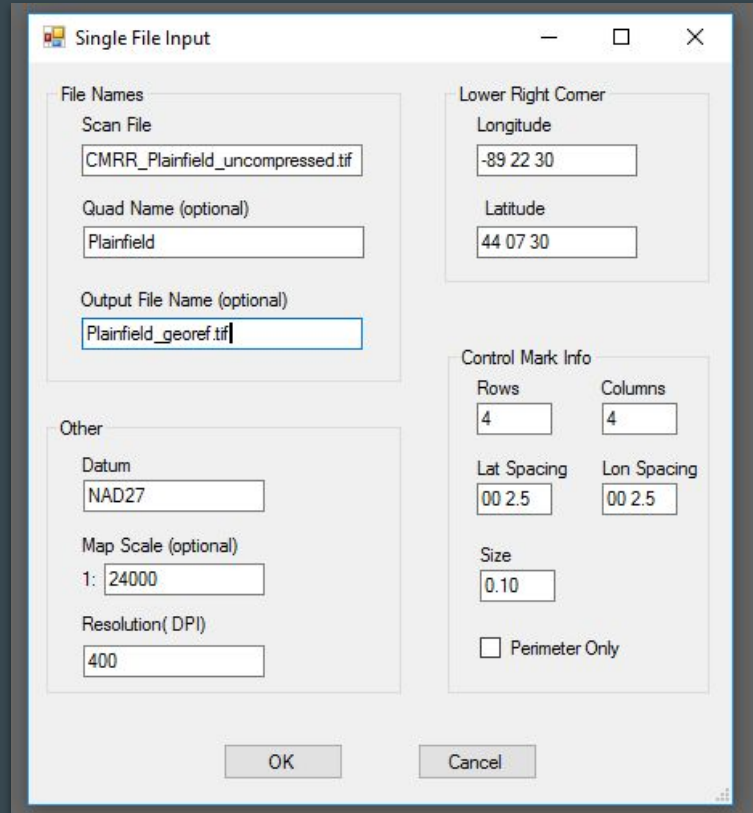 Single File Input
File Names
Scan File
CMRR_Plainfield_uncompressed.tif
Quad Name (optional)
Plainfield
Output File Name (optional)
Plainfield_georef.tif
Other
Datum
NAD27
Map Scale (optional)
1: 24000
Resolution( DPI)
400
Lower Right Corner
Longitude
-89 22 30
Latitude
44 07 30
Control Mark Info
Rows Columns
4 4
Lat Spacing Lon Spacing
00 2.5 00 2.5
Size
0.10
Perimeter Only
OK Cancel